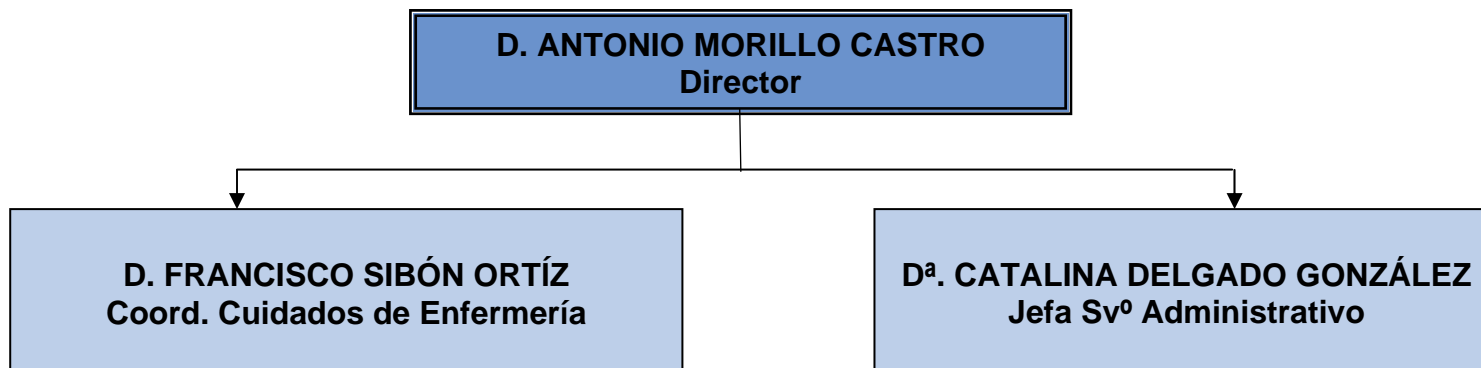 D. ANTONIO MORILLO CASTRO
Director
D. FRANCISCO SIBÓN ORTÍZ
Coord. Cuidados de Enfermería
Dª. CATALINA DELGADO GONZÁLEZ
Jefa Svº Administrativo